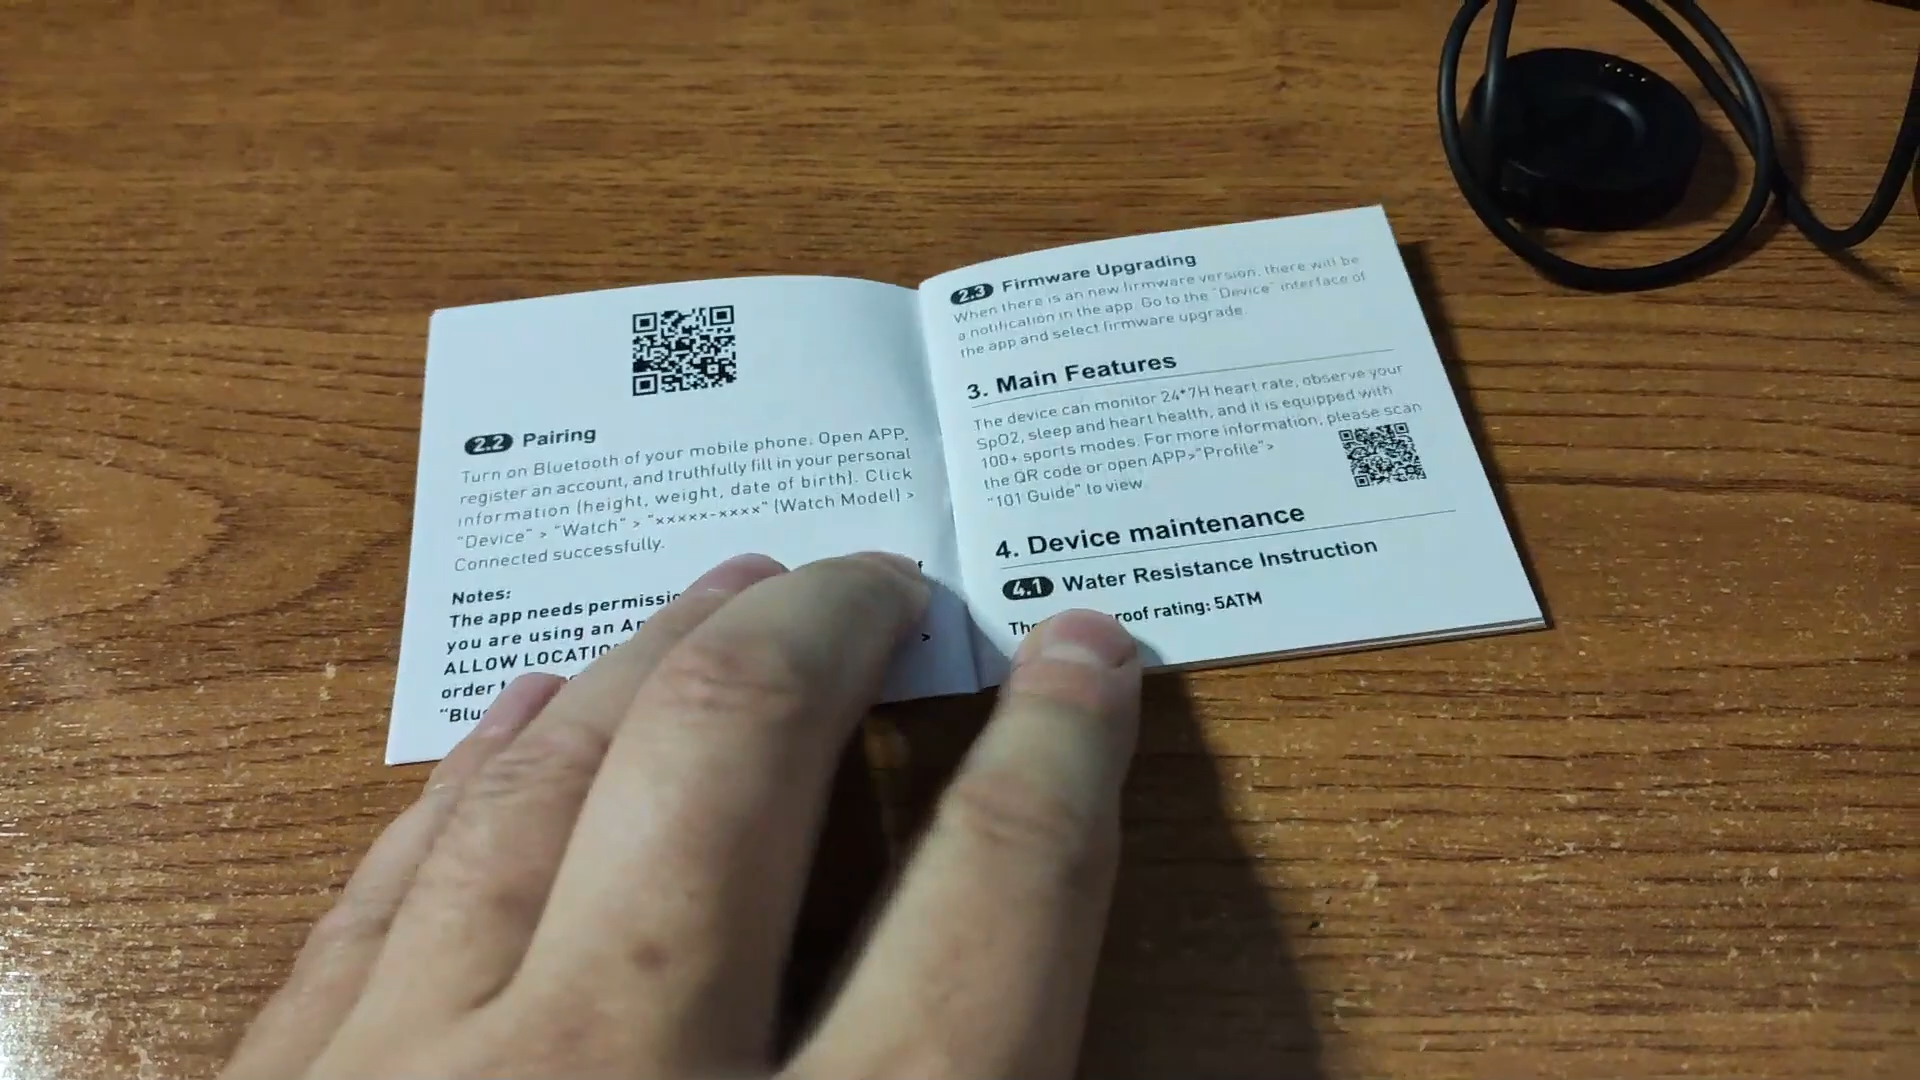 2.2 Pairing
Turn on Bluetooth of your mobile phone. Open APP,
register an account, and truthfully fill in your personal
information (height, weight, date of birth). Click
"Device" > "Watch" > "xxxxx-xxxx" (Watch Model) >
Connected successfully.
Notes:
The app needs
you are using an
ALLOW
order
>
2.3 Firmware Upgrading
When there is an new firmware version, there will be
a notification in the app. Go to the "Device" interface of
the app and select firmware upgrade.
3. Main Features
The device can monitor 24*7H heart rate, observe your
SpO2, sleep and heart health, and it is equipped with
100+ sports modes. For more information, please scan
the QR code or open APP>"Profile">
"101 Guide" to view
4. Device maintenance
4.1 Water Resistance Instruction
rating: 5ATM